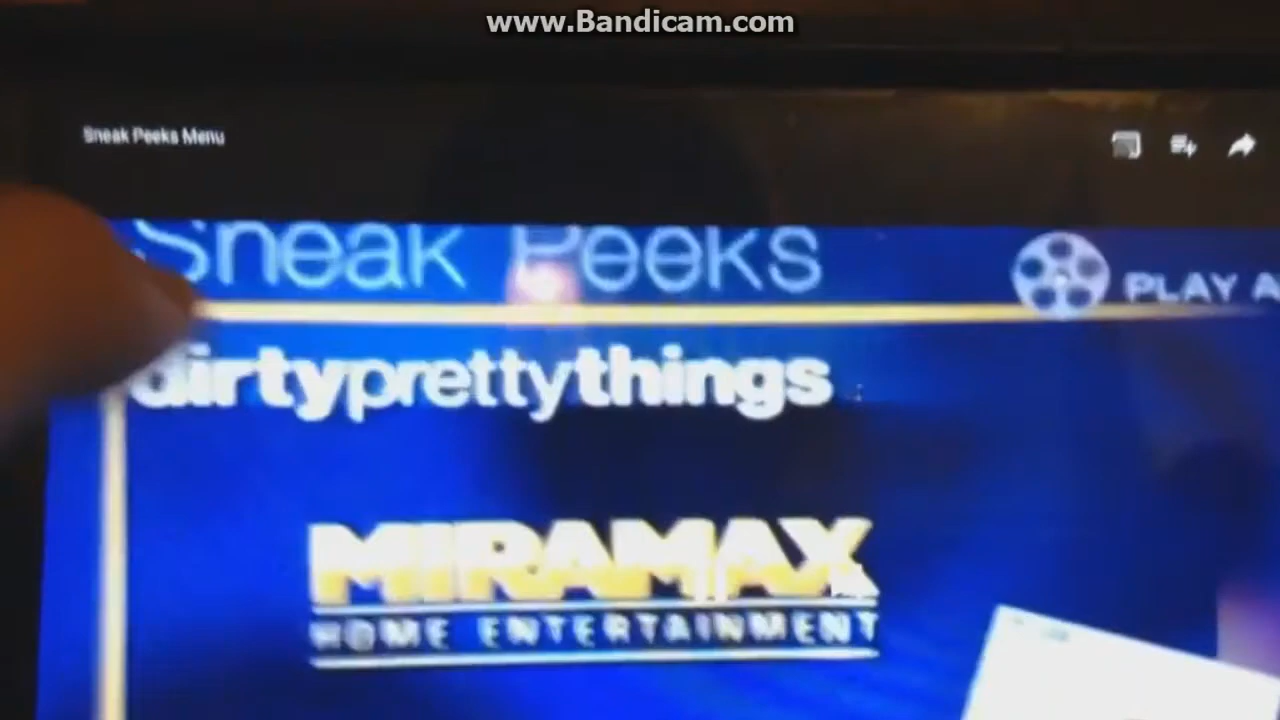 www.Bandicam.com
Sneak Peeks Menu
Sneak Peeks
PLAY A
dirtyprettythings
MIRAMAX
HOME ENTERTAINMENT